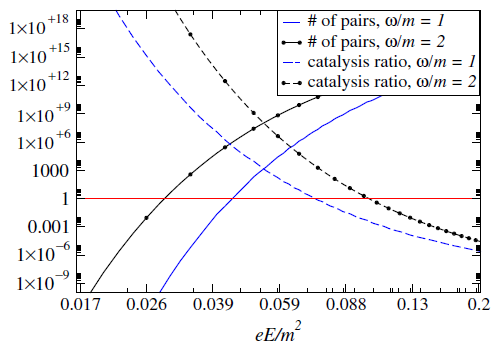 1×10^+18
1×10^+15
1×10^+12
1×10^+9
1×10^+6
1000
1
0.001
1×10^-6
1×10^-9
# of pairs, ω/m = 1
# of pairs, ω/m = 2
catalysis ratio, ω/m = 1
catalysis ratio, ω/m = 2
0.017 0.026 0.039 0.059 0.088 0.13 0.2
eE/m^2